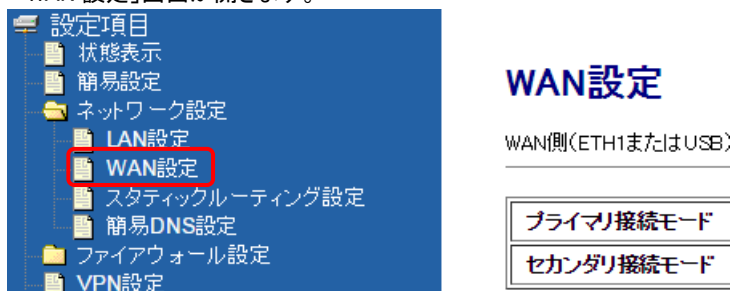 設定項目
状態表示
簡易設定
ネットワーク設定
LAN設定
WAN設定
スタティックルーティング設定
簡易DNS設定
ファイアウォール設定
VPN設定
WAN設定
WAN側(ETH1またはUSB)
プライマリ接続モード
セカンダリ接続モード